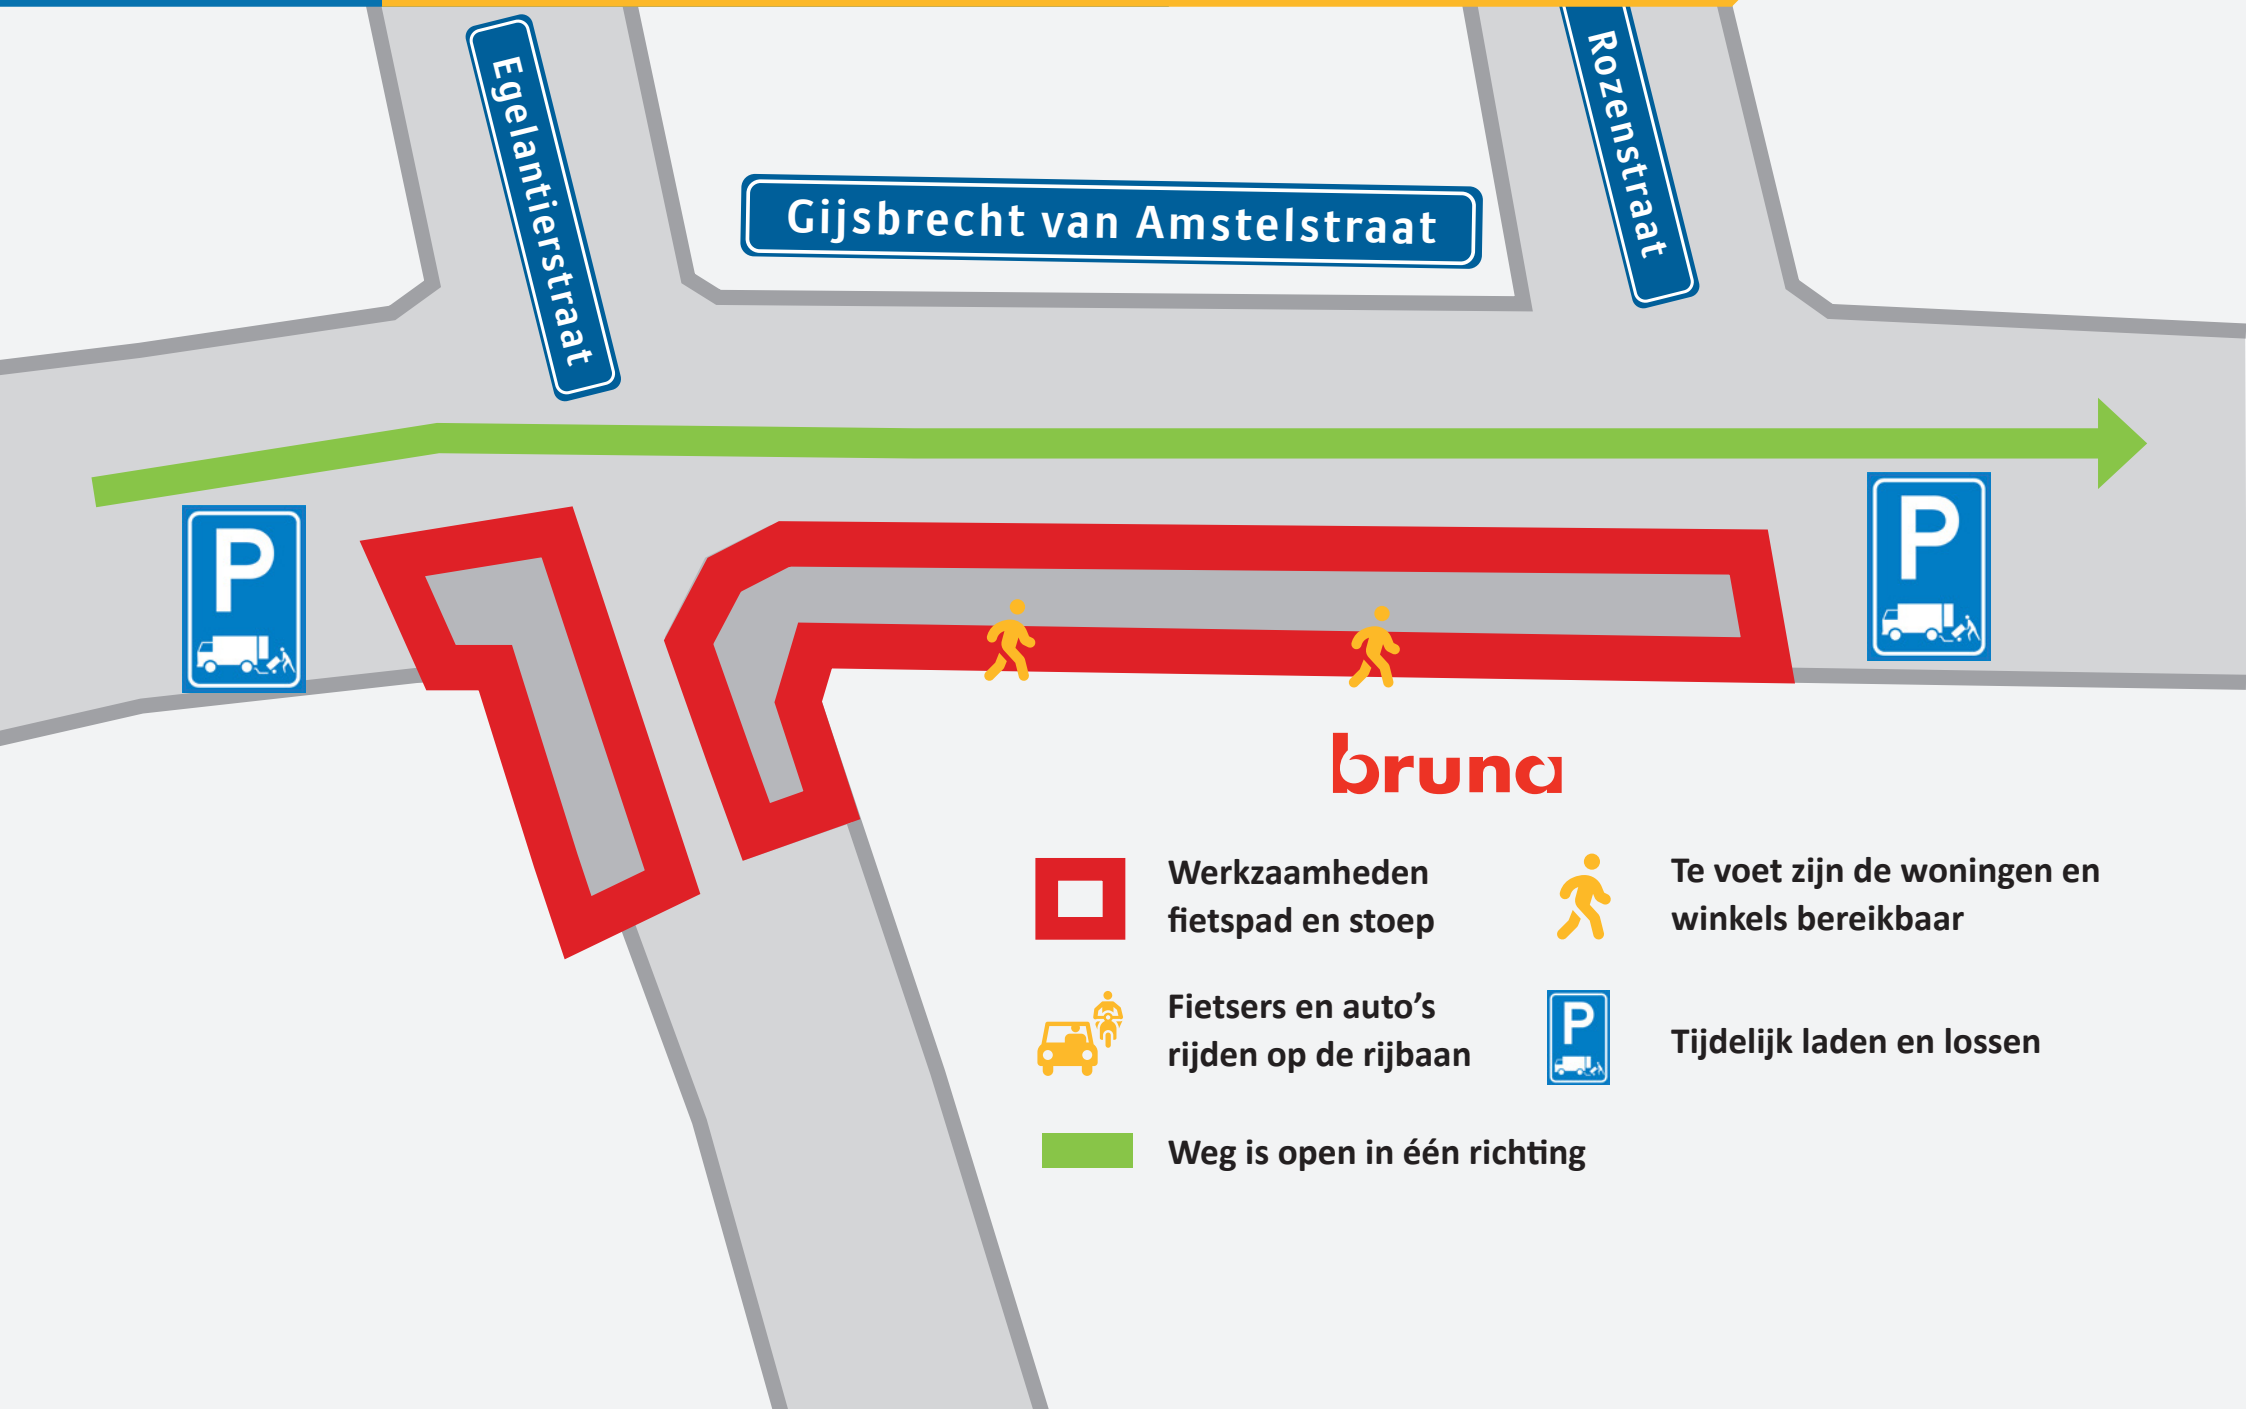 Egelantierstraat
Gijsbrecht van Amstelstraat
Rozenstraat
P
P
bruna
Werkzaamheden
fietspad en stoep
Te voet zijn de woningen en
winkels bereikbaar
Fietsers en auto's
rijden op de rijbaan
P
Tijdelijk laden en lossen
Weg is open in één richting